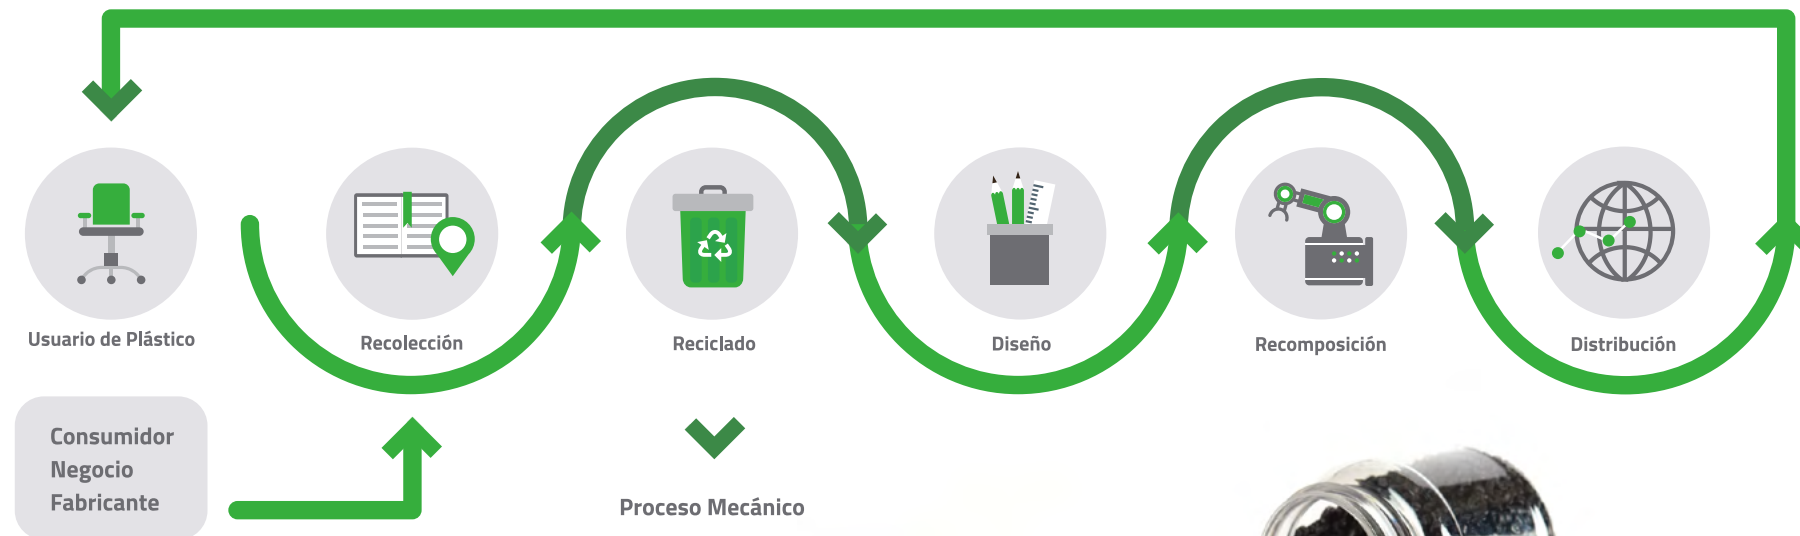 Usuario de Plástico
Recolección
Reciclado
Diseño
Recomposición
Distribución
Consumidor
Negocio
Fabricante
Proceso Mecánico